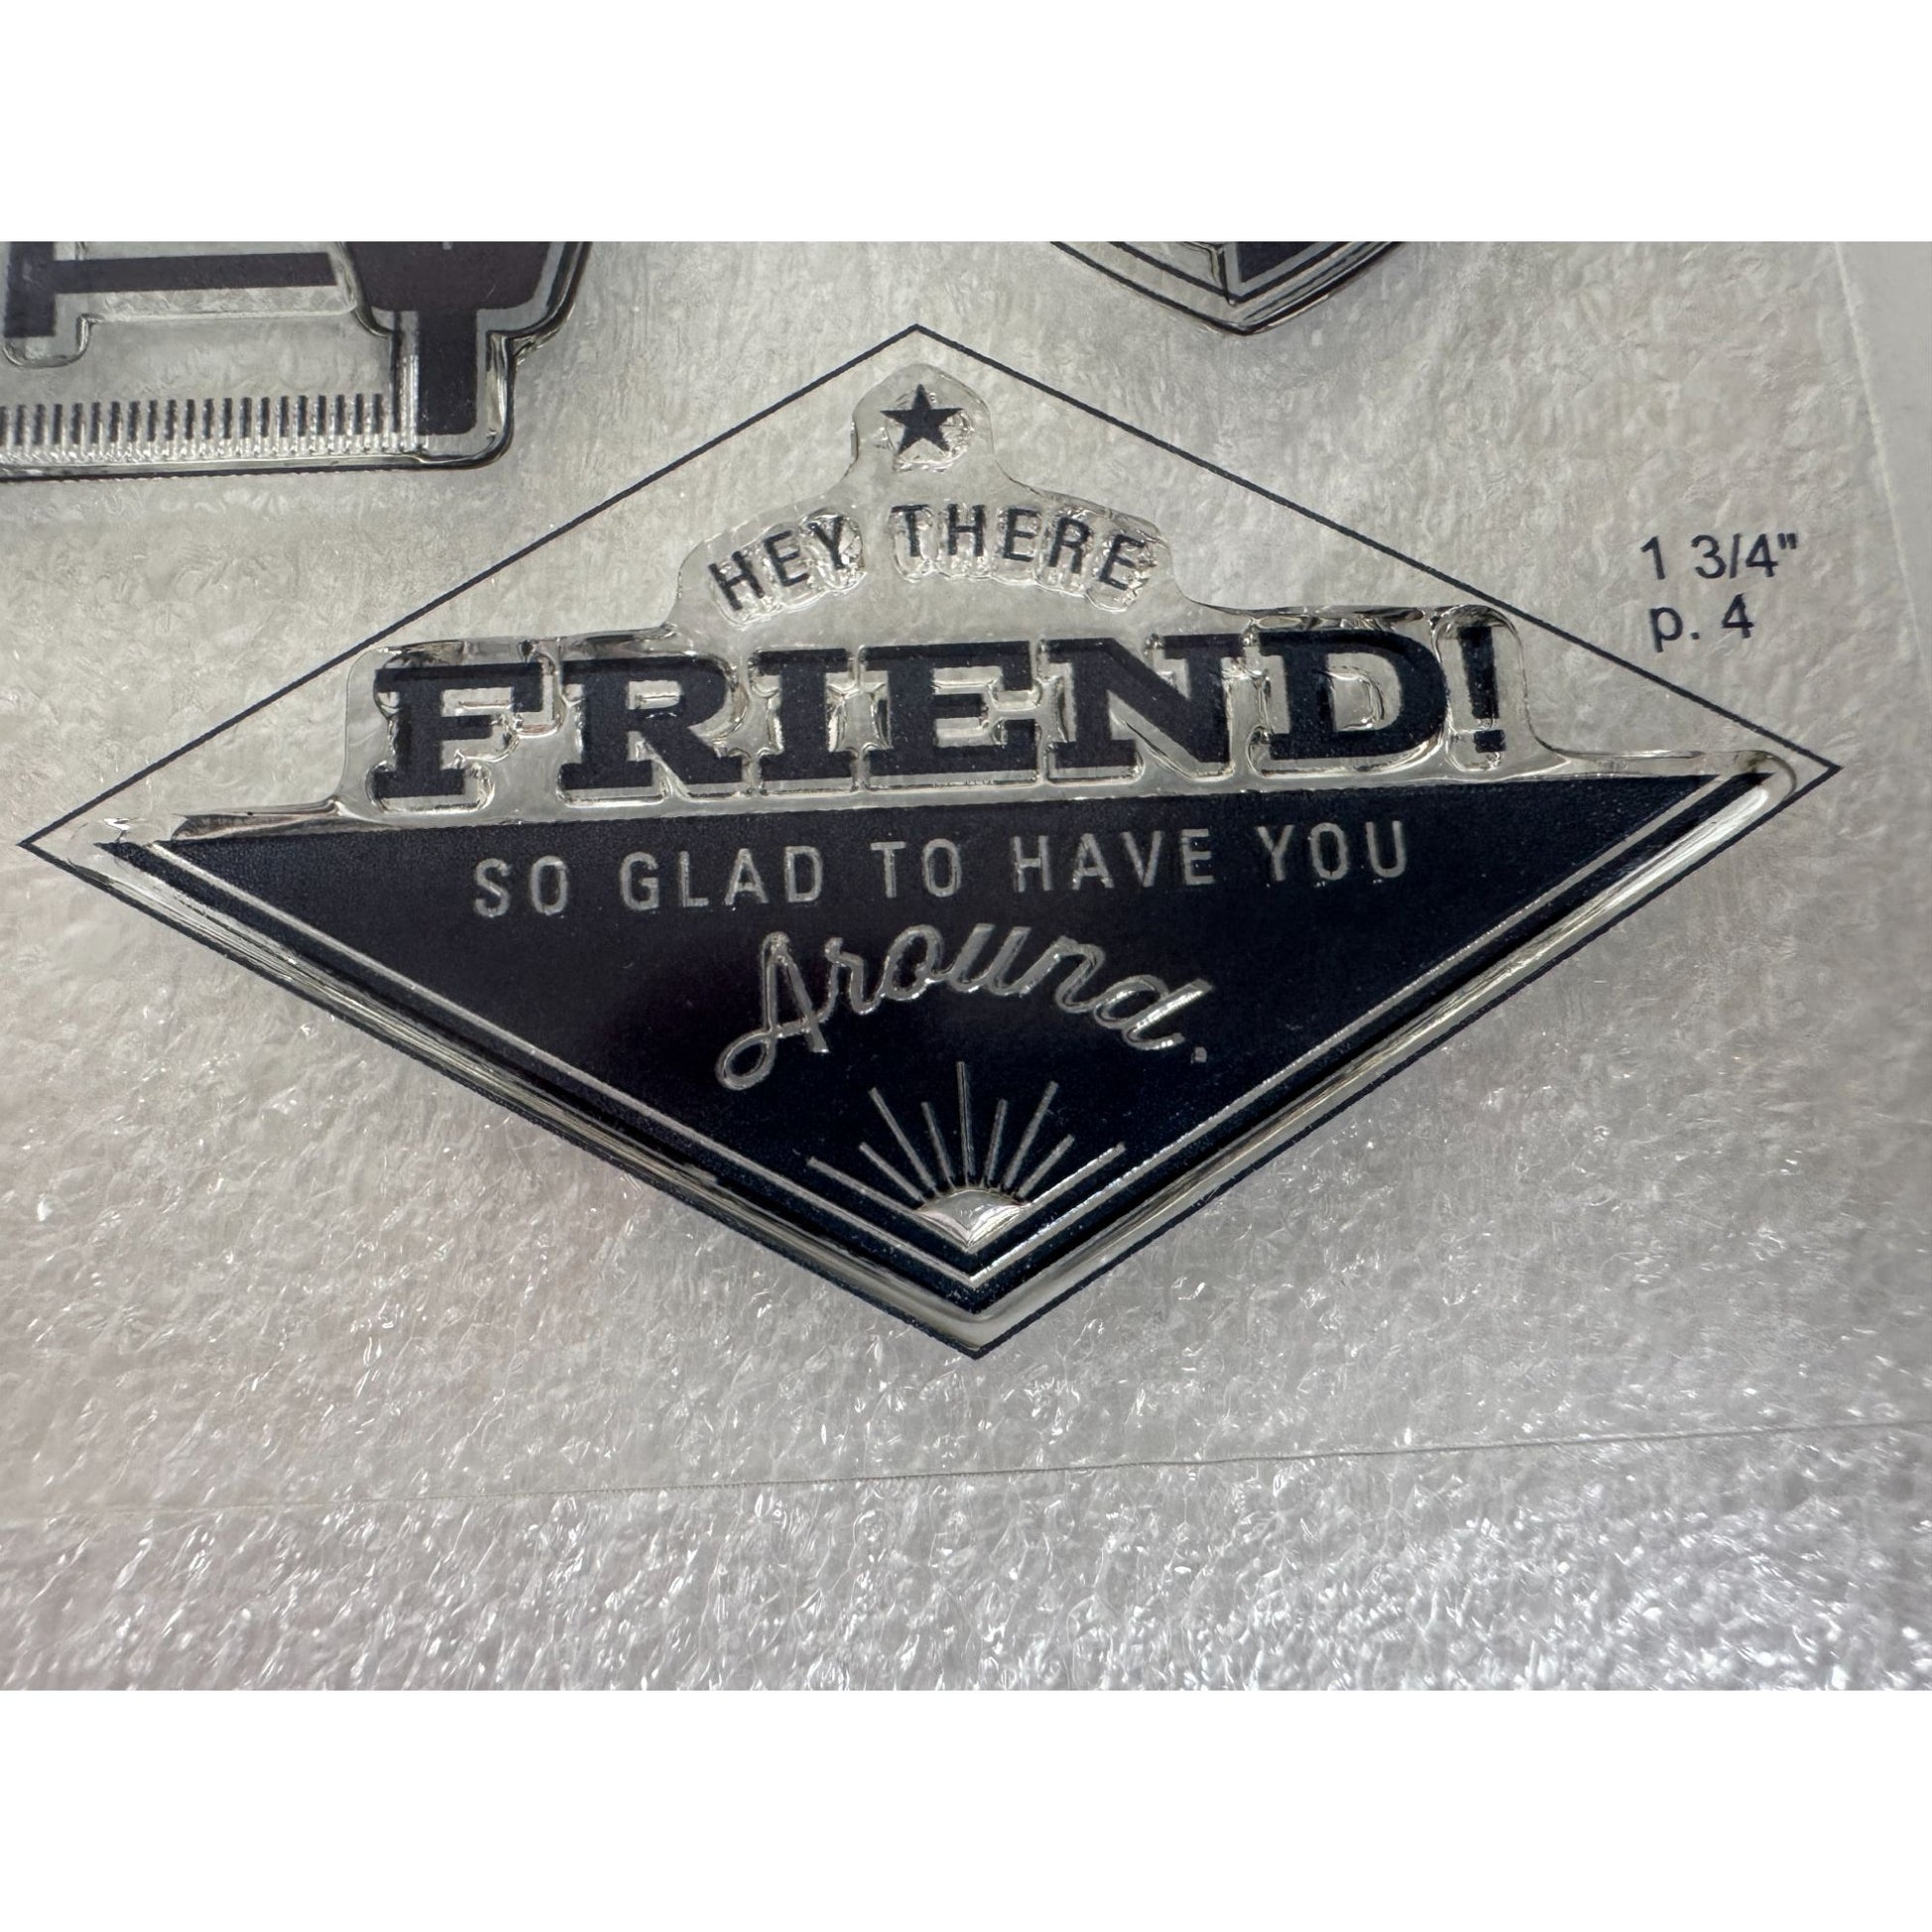 HEY THERE
FRIEND!
SO GLAD TO HAVE YOU
Around.
1 3/4"
p. 4